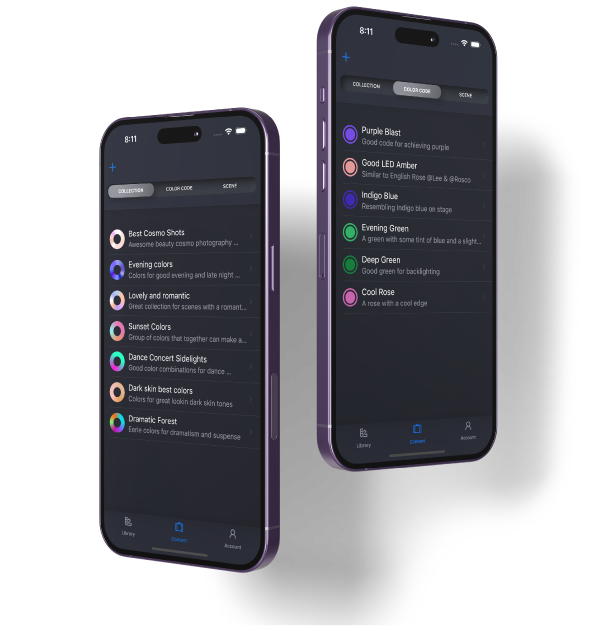 8:11
+
COLLECTION COLOR CODE SCENE
Best Cosmo Shots
Awesome beauty cosmo photography ...
Evening colors
Colors for good evening and late night ...
Lovely and romantic
Great collection for scenes with a romant...
Sunset Colors
Group of colors that together can make a...
Dance Concert Sidelights
Good color combinations for dance ...
Dark skin best colors
Colors for great lookin dark skin tones
Dramatic Forest
Eerie colors for dramatism and suspense
Library Content Account
8:11
+
COLLECTION COLOR CODE SCENE
Purple Blast
Good code for achieving purple
Good LED Amber
Similar to English Rose @Lee & @Rosco
Indigo Blue
Resembling Indigo blue on stage
Evening Green
A green with some tint of blue and a slight...
Deep Green
Good green for backlighting
Cool Rose
A rose with a cool edge
Library Content Account